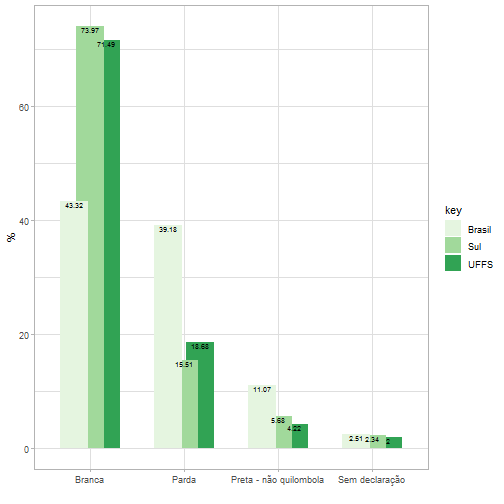 73.97
71.49
43.32
39.18
18.68
15.51
11.07
5.68
4.22
2.51
2.34
2
0
20
40
60
%
Branca
Parda
Preta - não quilombola
Sem declaração
key
Brasil
Sul
UFFS